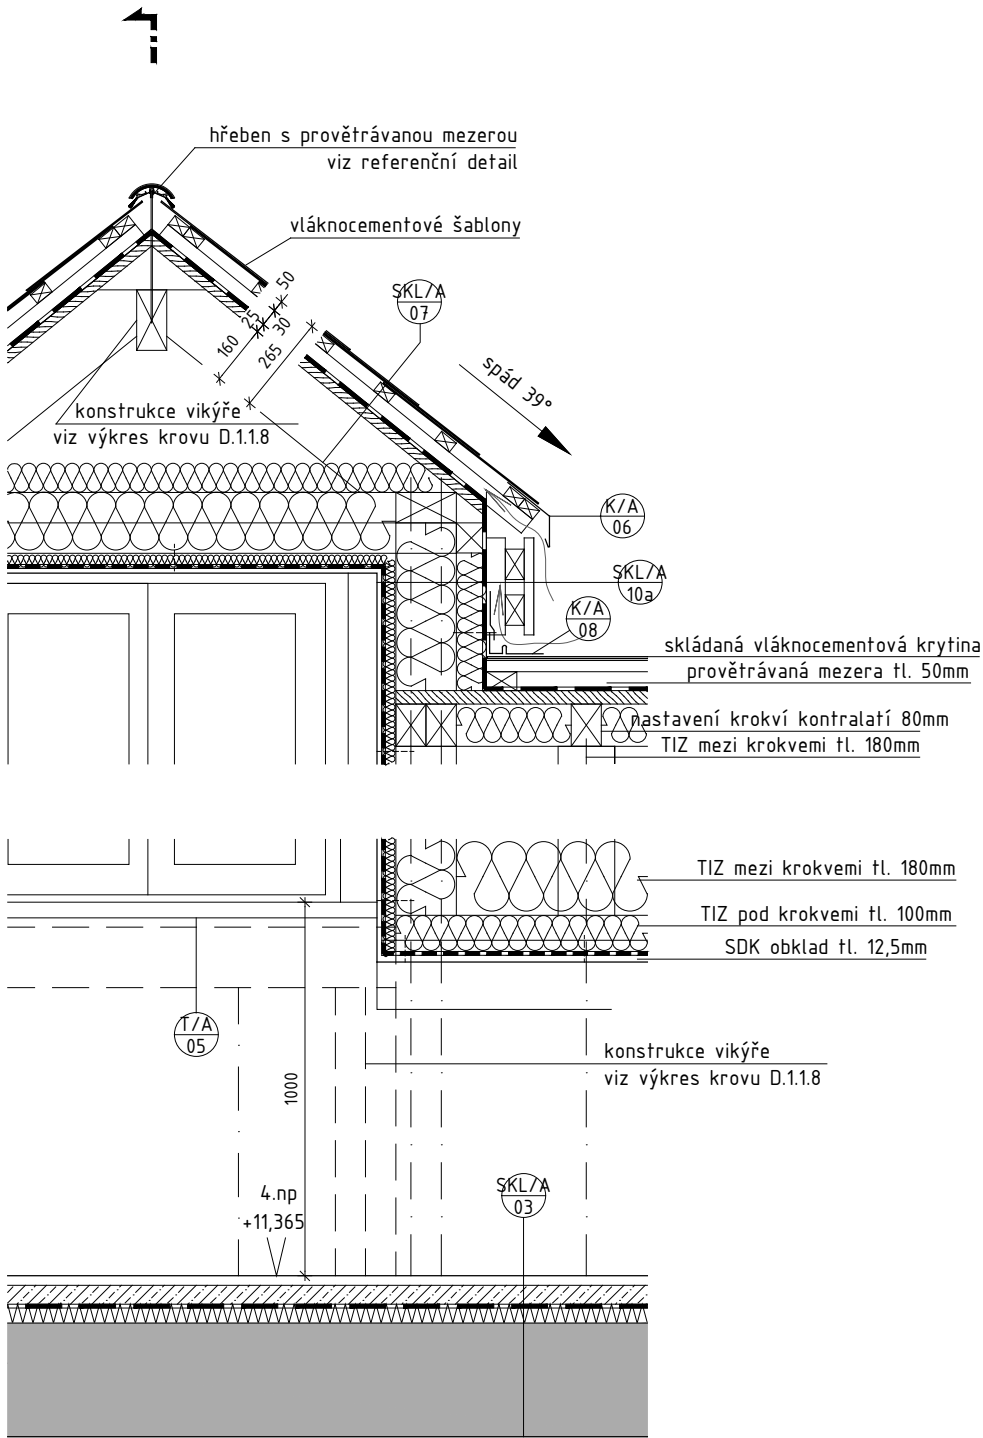 hřeben s provětrávanou mezerou
viz referenční detail
vláknocementové šablony
SKL/A
07
50
25
30
160
265
spád 39°
konstrukce vikýře
viz výkres krovu D.1.1.8
K/A
06
SKL/A
10a
K/A
08
skládaná vláknocementová krytina
provětrávaná mezera tl. 50mm
nastavení krokví kontralatí 80mm
TIZ mezi krokvemi tl. 180mm
TIZ mezi krokvemi tl. 180mm
TIZ pod krokvemi tl. 100mm
SDK obklad tl. 12,5mm
T/A
05
konstrukce vikýře
viz výkres krovu D.1.1.8
1000
4.np
+11,365
SKL/A
03